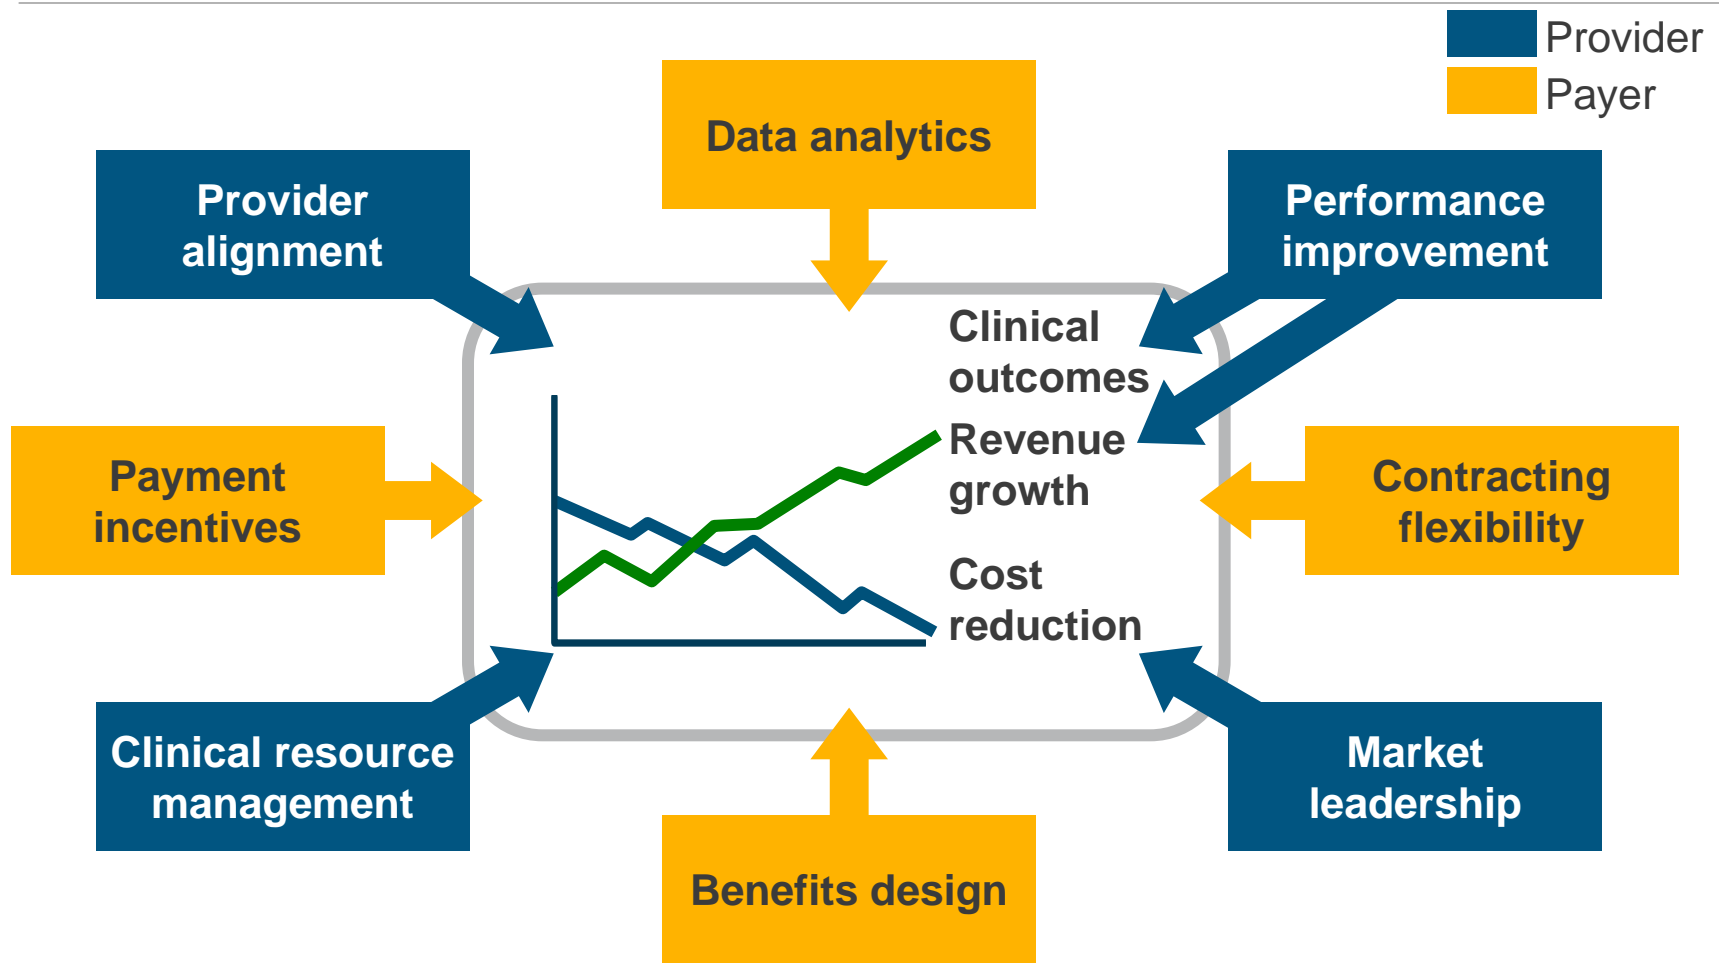 Provider
Payer
Data analytics
Provider
alignment
Performance
improvement
Clinical
outcomes
Revenue
growth
Payment
incentives
Contracting
flexibility
Cost
reduction
Clinical resource
management
Market
leadership
Benefits design